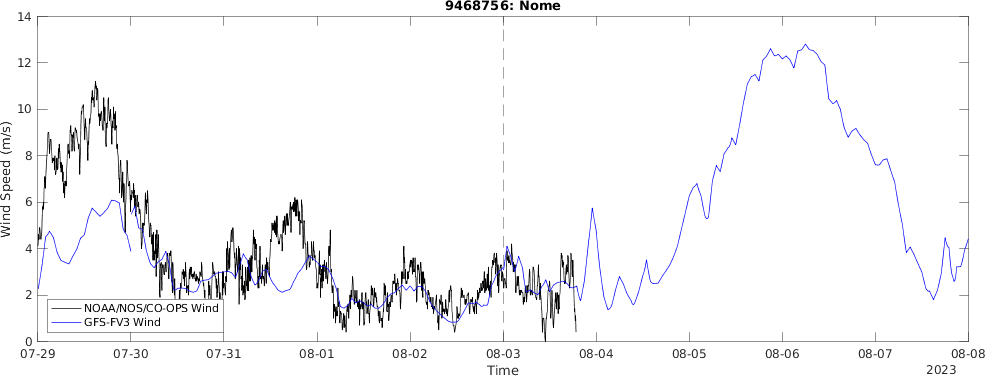 9468756: Nome
Wind Speed (m/s)
14
12
10
8
6
4
2
0
NOAA/NOS/CO-OPS Wind
GFS-FV3 Wind
07-29 07-30 07-31 08-01 08-02 08-03 08-04 08-05 08-06 08-07 08-08
Time
2023